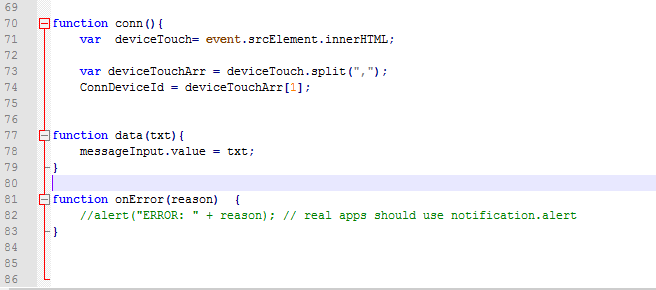 69
70 function conn(){
71 var  deviceTouch= event.srcElement.innerHTML;
72
73 var deviceTouchArr = deviceTouch.split(",");
74 ConnDeviceId = deviceTouchArr[1];
75
76
77 function data(txt){
78 messageInput.value = txt;
79 }
80
81 function onError(reason)  {
82 //alert("ERROR: " + reason); // real apps should use notification.alert
83 }
84
85
86